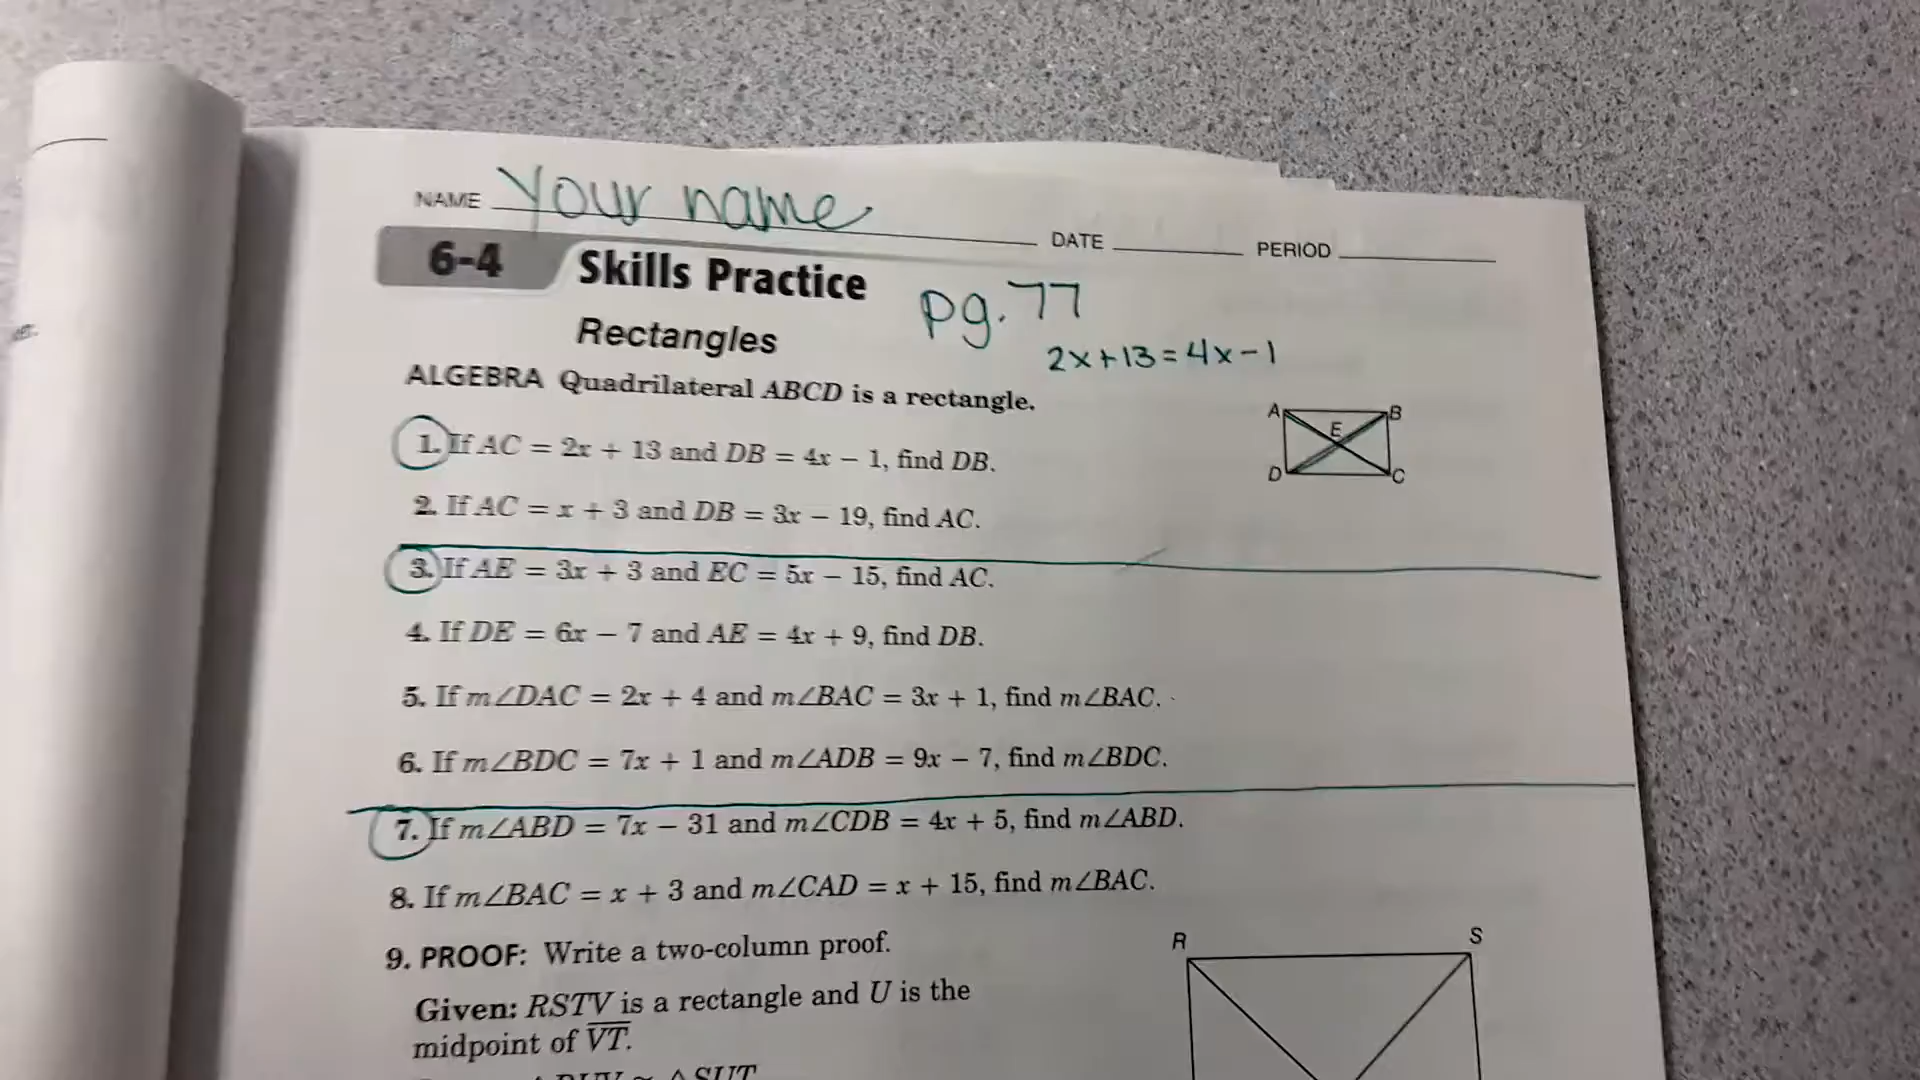 NAME Your name DATE PERIOD
6-4 Skills Practice pg. 77
Rectangles
2x+13=4x-1
ALGEBRA Quadrilateral ABCD is a rectangle.
A B
E
D C
1. If AC = 2x + 13 and DB = 4x – 1, find DB.
2. If AC = x + 3 and DB = 3x – 19, find AC.
3. If AE = 3x + 3 and EC = 5x – 15, find AC.
4. If DE = 6x – 7 and AE = 4x + 9, find DB.
5. If m∠DAC = 2x + 4 and m∠BAC = 3x + 1, find m∠BAC.
6. If m∠BDC = 7x + 1 and m∠ADB = 9x – 7, find m∠BDC.
7. If m∠ABD = 7x – 31 and m∠CDB = 4x + 5, find m∠ABD.
8. If m∠BAC = x + 3 and m∠CAD = x + 15, find m∠BAC.
9. PROOF: Write a two-column proof.
R S
Given: RSTV is a rectangle and U is the
midpoint of VT.
SUT